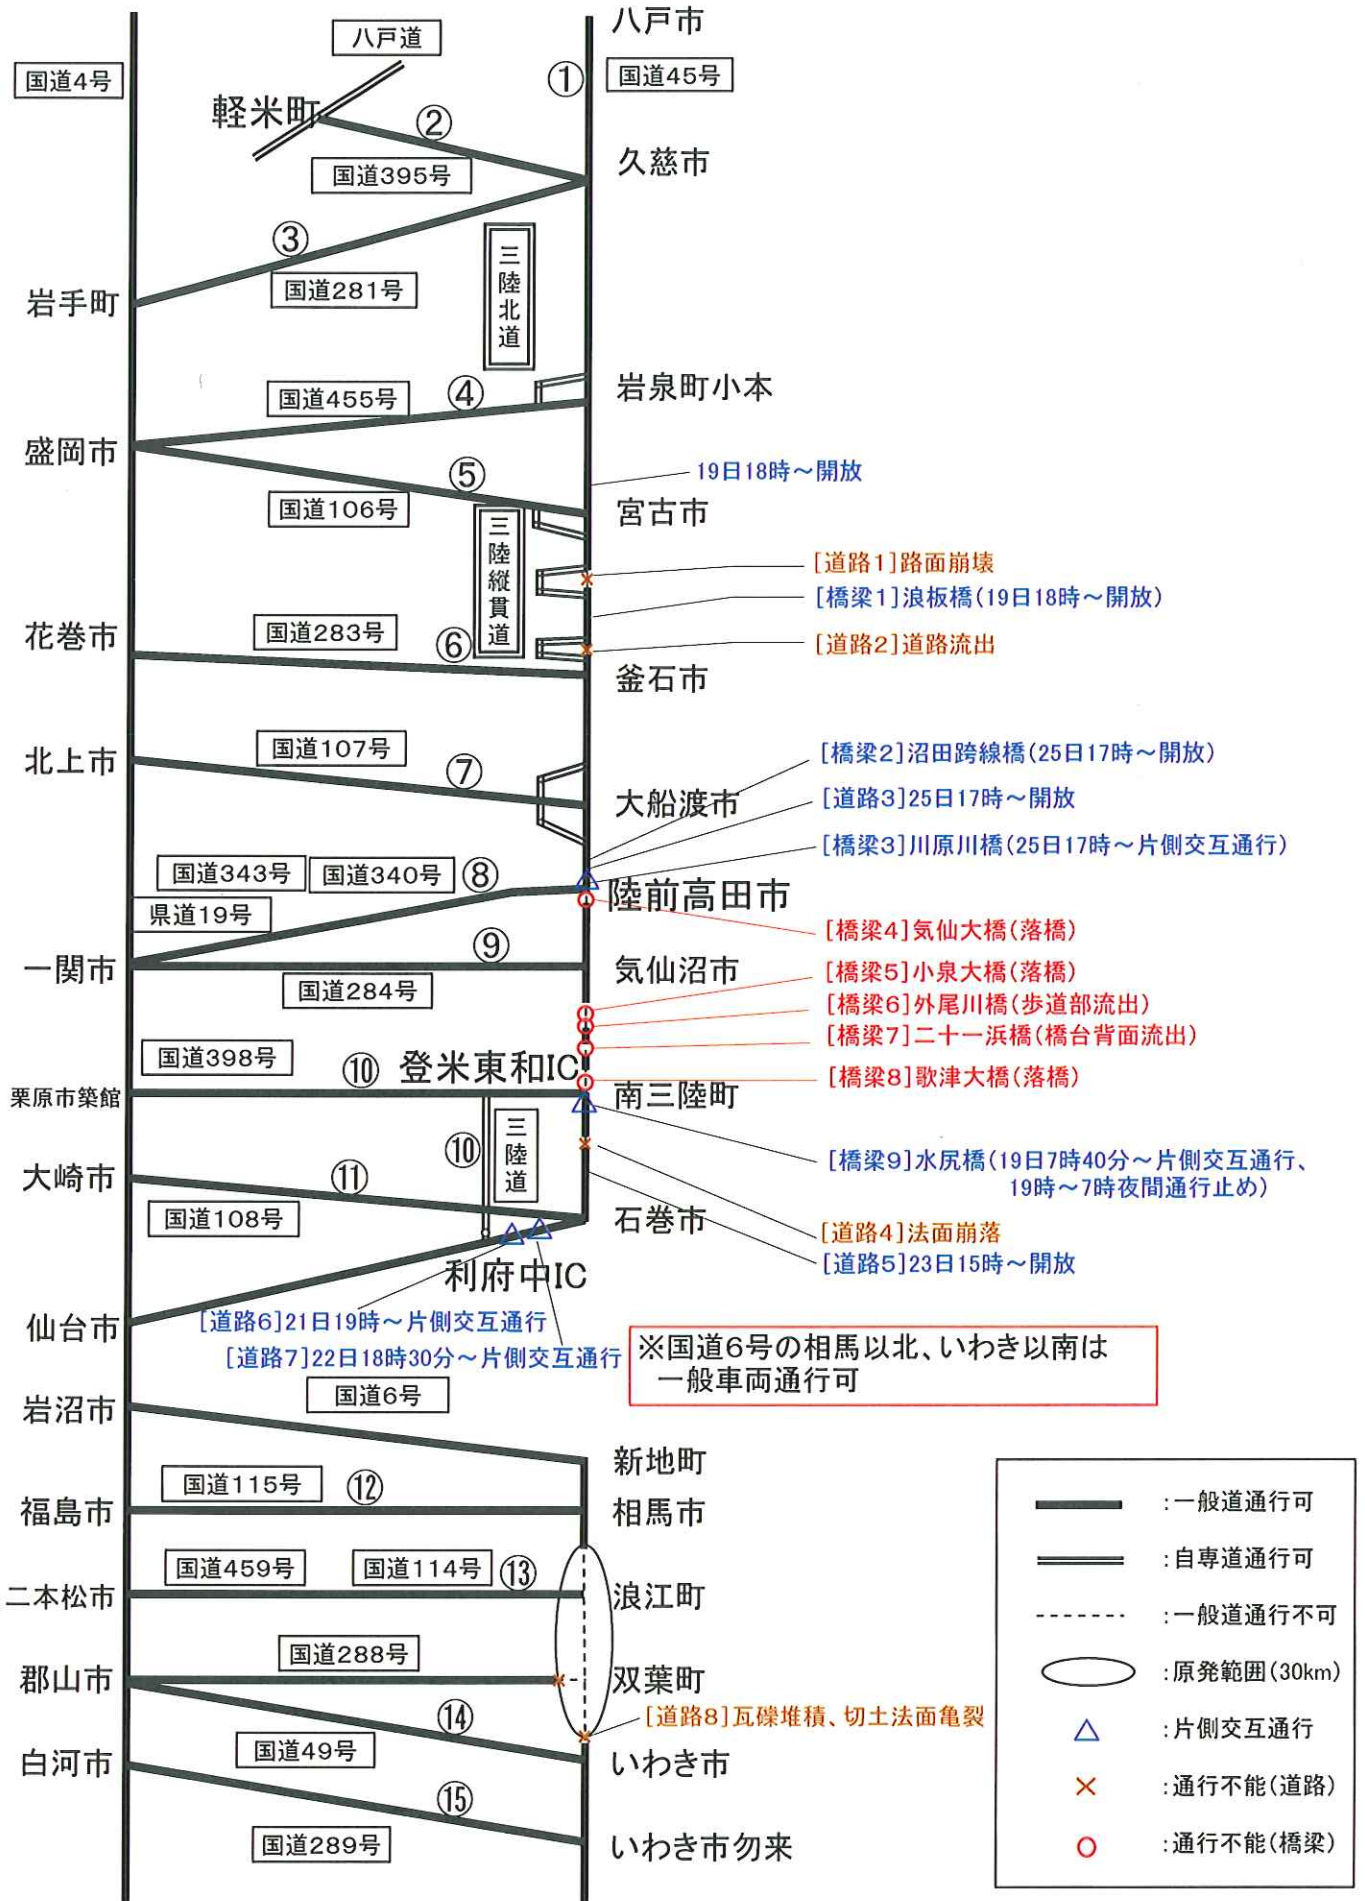 八戸市
八戸道
国道4号
①
国道45号
軽米町
②
久慈市
国道395号
③
三陸北道
国道281号
岩手町
岩泉町小本
④
国道455号
盛岡市
⑤
19日18時～開放
国道106号
宮古市
三陸縦貫道
[道路1]路面崩壊
[橋梁1]浪板橋(19日18時～開放)
花巻市
国道283号
⑥
[道路2]道路流出
釜石市
国道107号
北上市
⑦
[橋梁2]沼田跨線橋(25日17時～開放)
大船渡市
[道路3]25日17時～開放
[橋梁3]川原川橋(25日17時～片側交互通行)
国道343号
国道340号
⑧
陸前高田市
県道19号
[橋梁4]気仙大橋(落橋)
⑨
一関市
気仙沼市
[橋梁5]小泉大橋(落橋)
国道284号
[橋梁6]外尾川橋(歩道部流出)
[橋梁7]二十一浜橋(橋台背面流出)
国道398号
⑩
登米東和IC
[橋梁8]歌津大橋(落橋)
栗原市築館
南三陸町
⑩
三陸道
[橋梁9]水尻橋(19日7時40分～片側交互通行、
19時～7時夜間通行止め)
大崎市
⑪
国道108号
石巻市
[道路4]法面崩落
[道路5]23日15時～開放
利府中IC
仙台市
[道路6]21日19時～片側交互通行
[道路7]22日18時30分～片側交互通行
※国道6号の相馬以北、いわき以南は
一般車両通行可
国道6号
岩沼市
新地町
国道115号
⑫
福島市
相馬市
国道459号
国道114号
⑬
二本松市
浪江町
国道288号
郡山市
双葉町
[道路8]瓦礫堆積、切土法面亀裂
⑭
国道49号
白河市
いわき市
⑮
国道289号
いわき市勿来
:一般道通行可
:自専道通行可
:一般道通行不可
:原発範囲(30km)
:片側交互通行
:通行不能(道路)
:通行不能(橋梁)